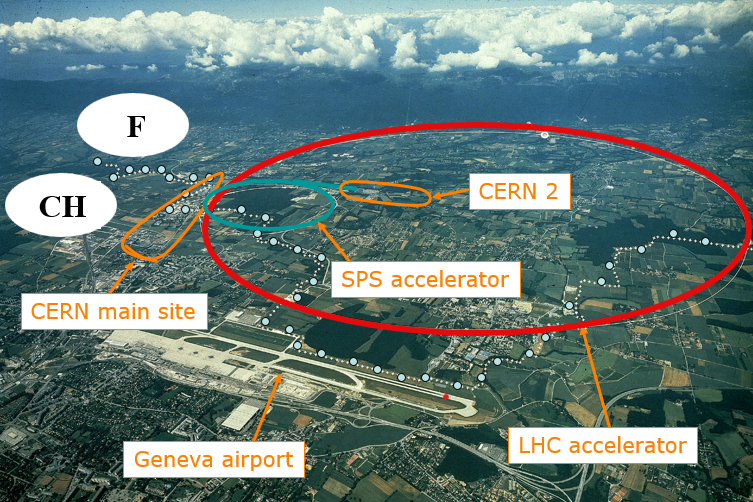 F
CH
CERN 2
SPS accelerator
CERN main site
LHC accelerator
Geneva airport